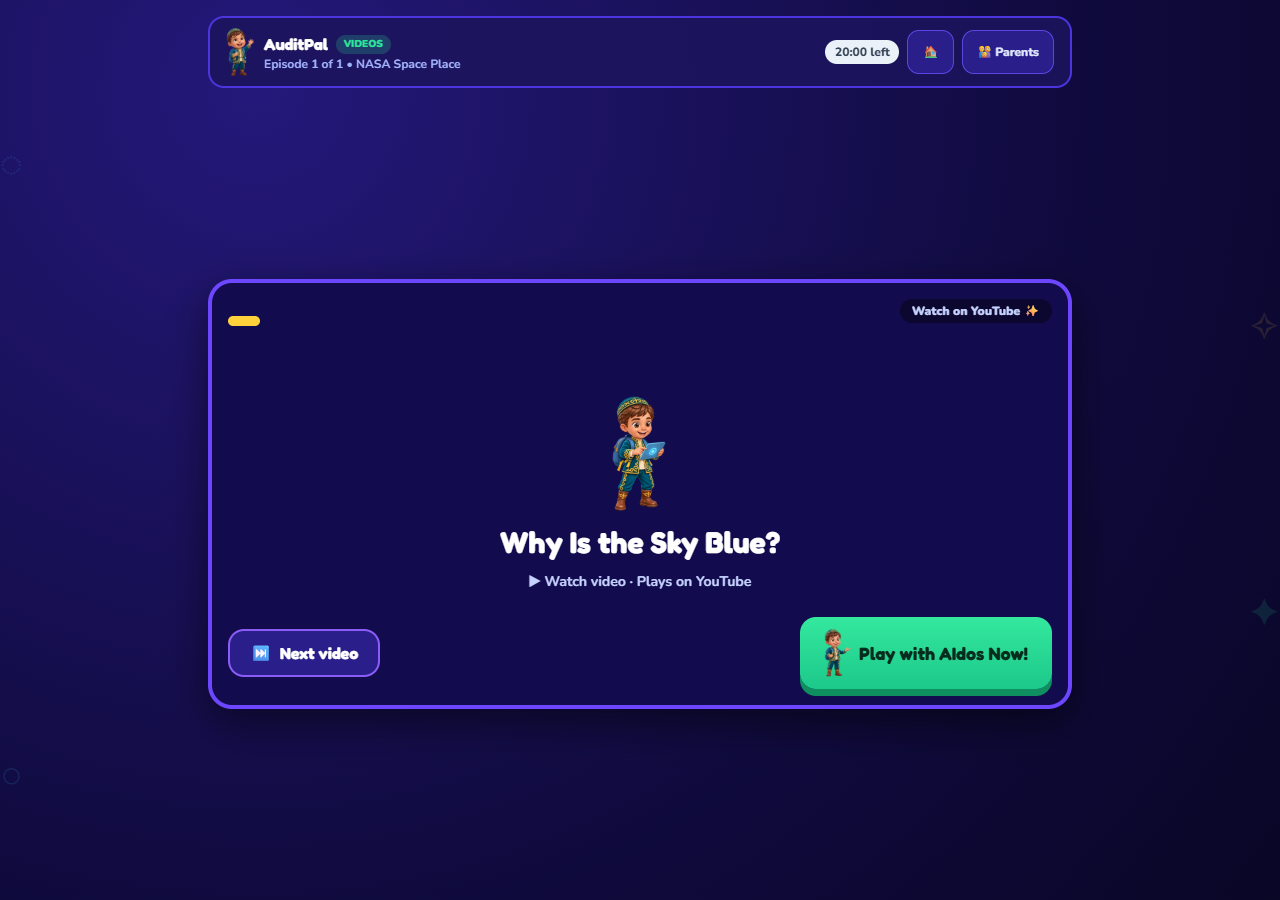 AuditPal VIDEOS
Episode 1 of 1 • NASA Space Place
20:00 left
Parents
Watch on YouTube ✨
Why Is the Sky Blue?
▶ Watch video · Plays on YouTube
⏭ Next video
Play with Aldos Now!